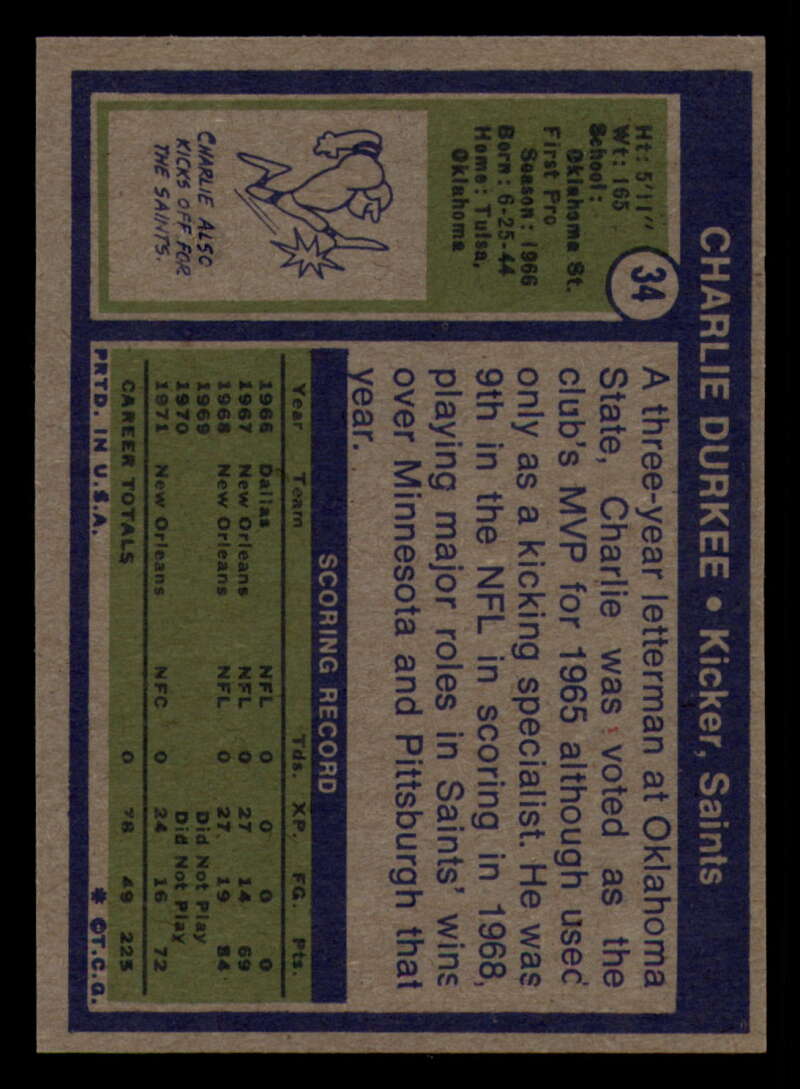 CHARLIE DURKEE • Kicker, Saints
34
Ht: 5'11"
Wt: 165
School:
Oklahoma St.
First Pro
Season: 1966
Born: 6-25-44
Home: Tulsa,
Oklahoma
CHARLIE ALSO
KICKS OFF FOR
THE SAINTS.
A three-year letterman at Oklahoma
State, Charlie was voted as the
club's MVP for 1965 although used
only as a kicking specialist. He was
9th in the NFL in scoring in 1968,
playing major roles in Saints' wins
over Minnesota and Pittsburgh that
year.
SCORING RECORD
Year Team Tds. XP. FG. Pts.
1966 Dallas NFL 0 0 0 0
1967 New Orleans NFL 0 27 14 69
1968 New Orleans NFL 0 27 19 84
1969 Did Not Play
1970 Did Not Play
1971 New Orleans NFC 0 24 16 72
CAREER TOTALS 0 78 49 225
PRTD. IN U.S.A. * ©T.C.G.